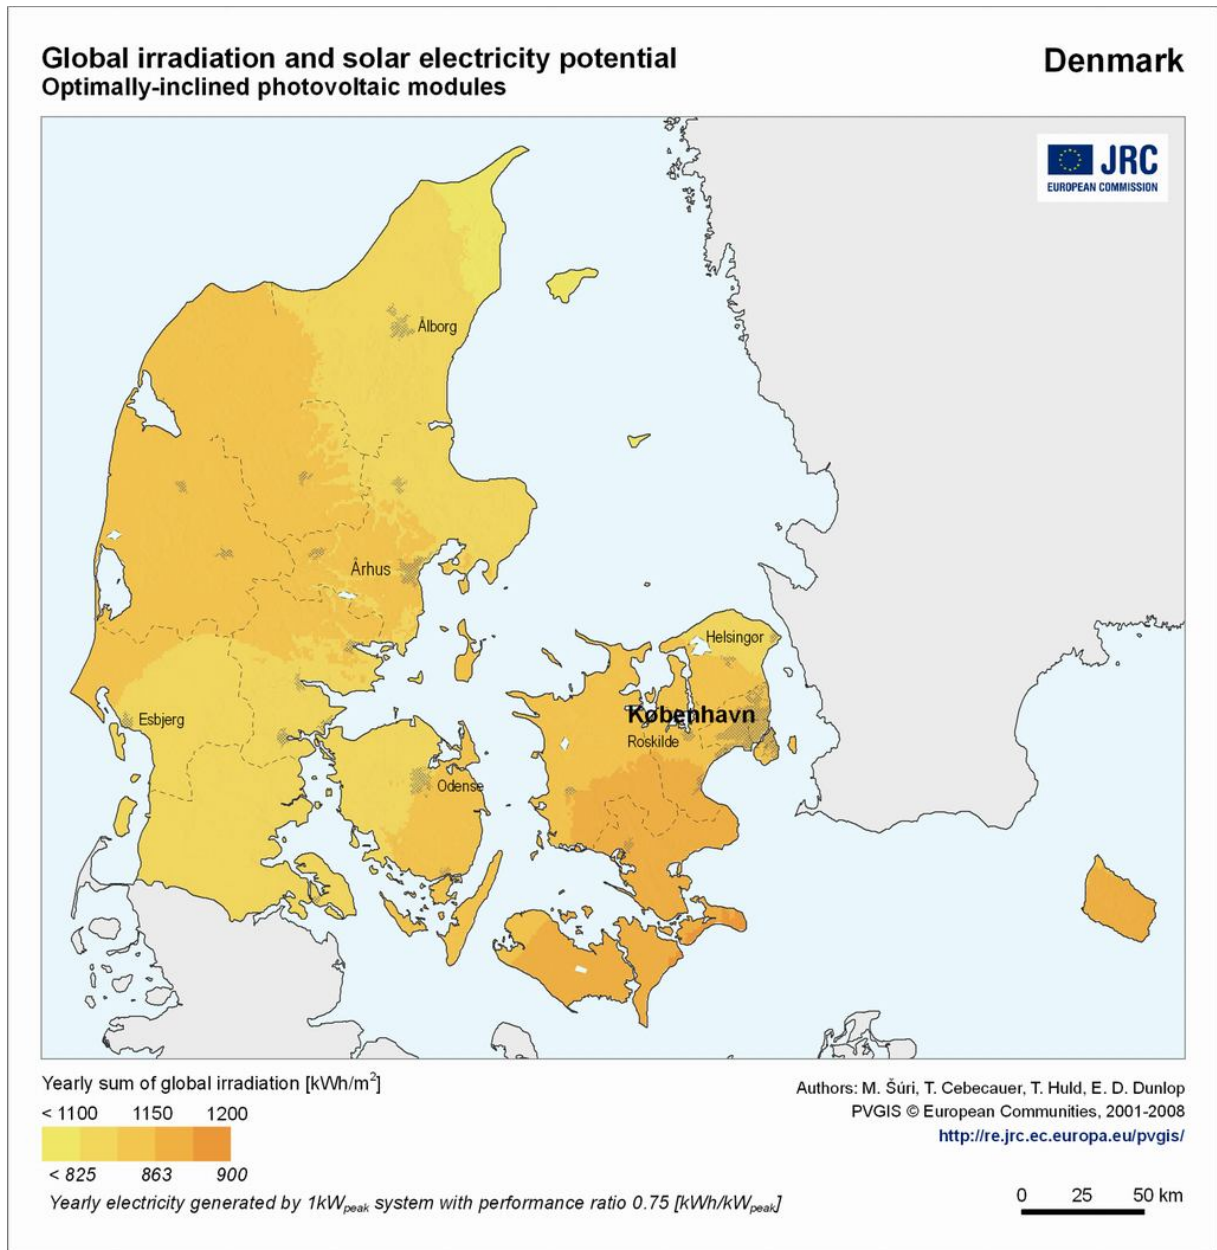 Global irradiation and solar electricity potential
Optimally-inclined photovoltaic modules
Denmark
JRC
EUROPEAN COMMISSION
Ålborg
Århus
Helsingør
København
Roskilde
Esbjerg
Odense
Yearly sum of global irradiation [kWh/m²]
< 1100 1150 1200
< 825 863 900
Yearly electricity generated by 1kWpeak system with performance ratio 0.75 [kWh/kWpeak]
Authors: M. Šúri, T. Cebecauer, T. Huld, E. D. Dunlop
PVGIS © European Communities, 2001-2008
http://re.jrc.ec.europa.eu/pvgis/
0 25 50 km